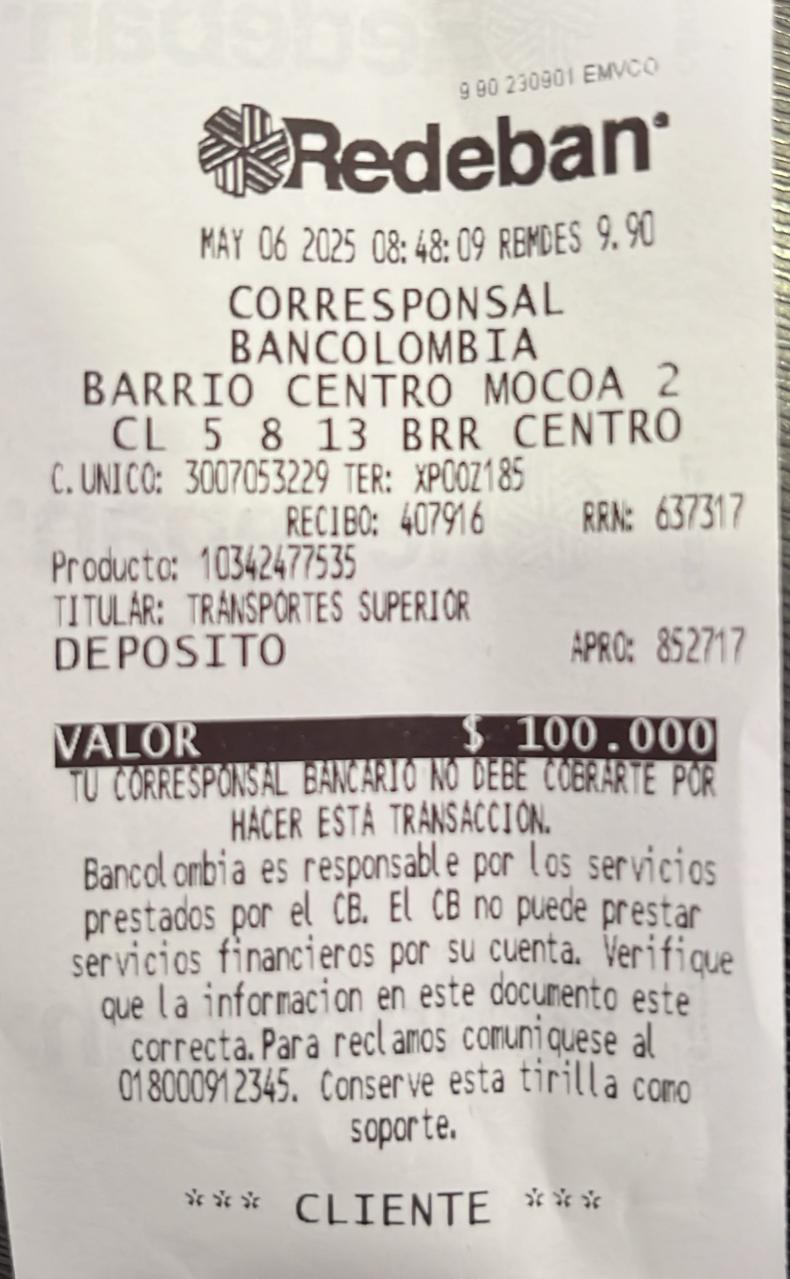 9 90 230901 EMVCO
Redeban
MAY 06 2025 08:48:09 RBMDES 9.90
CORRESPONSAL
BANCOLOMBIA
BARRIO CENTRO MOCOA 2
CL 5 8 13 BRR CENTRO
C.UNICO: 3007053229 TER: XP00Z185
RECIBO: 407916 RRN: 637317
Producto: 10342477535
TITULAR: TRANSPORTES SUPERIOR
DEPOSITO APRO: 852717
VALOR $ 100.000
TU CORRESPONSAL BANCARIO NO DEBE COBRARTE POR
HACER ESTA TRANSACCION.
Bancolombia es responsable por los servicios
prestados por el CB. El CB no puede prestar
servicios financieros por su cuenta. Verifique
que la informacion en este documento este
correcta.Para reclamos comuniquese al
018000912345. Conserve esta tirilla como
soporte.
*** CLIENTE ***